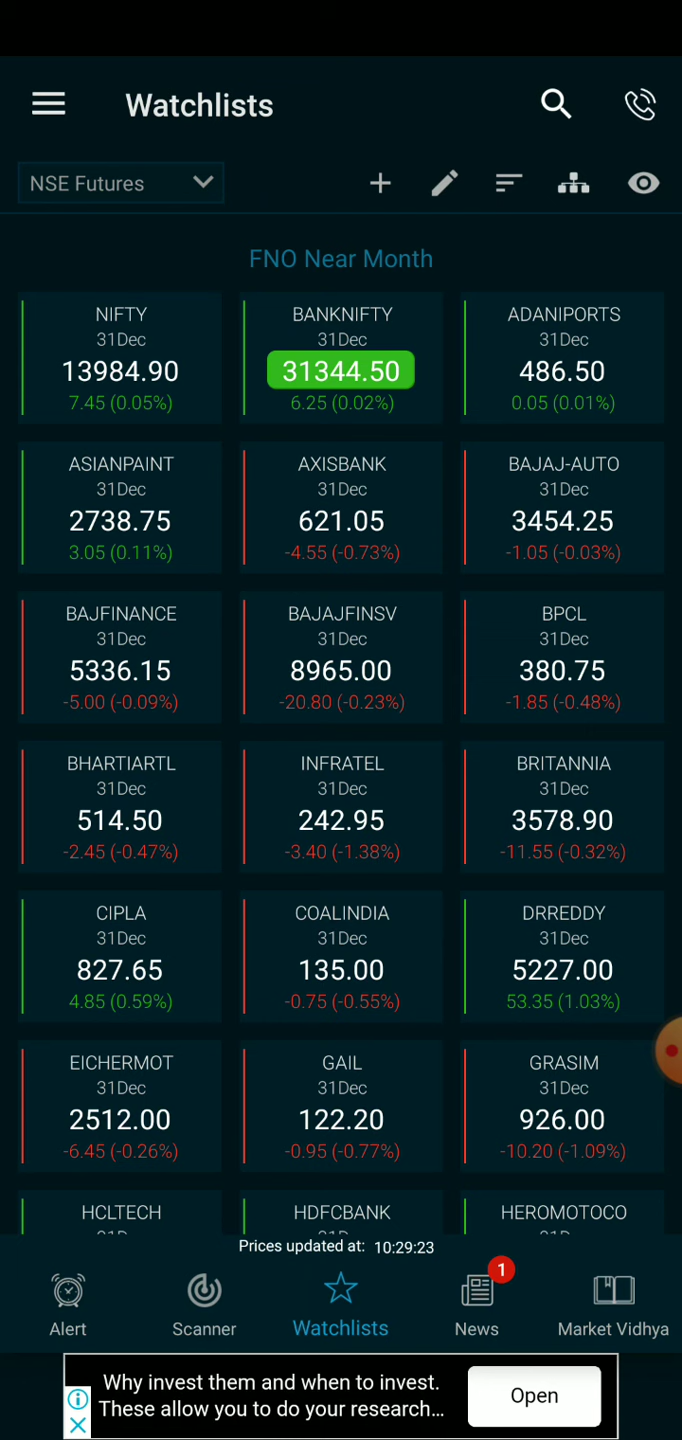 Watchlists
NSE Futures
FNO Near Month
NIFTY BANKNIFTY ADANIPORTS
31Dec 31Dec 31Dec
13984.90 31344.50 486.50
7.45 (0.05%) 6.25 (0.02%) 0.05 (0.01%)
ASIANPAINT AXISBANK BAJAJ-AUTO
31Dec 31Dec 31Dec
2738.75 621.05 3454.25
3.05 (0.11%) -4.55 (-0.73%) -1.05 (-0.03%)
BAJFINANCE BAJAJFINSV BPCL
31Dec 31Dec 31Dec
5336.15 8965.00 380.75
-5.00 (-0.09%) -20.80 (-0.23%) -1.85 (-0.48%)
BHARTIARTL INFRATEL BRITANNIA
31Dec 31Dec 31Dec
514.50 242.95 3578.90
-2.45 (-0.47%) -3.40 (-1.38%) -11.55 (-0.32%)
CIPLA COALINDIA DRREDDY
31Dec 31Dec 31Dec
827.65 135.00 5227.00
4.85 (0.59%) -0.75 (-0.55%) 53.35 (1.03%)
EICHERMOT GAIL GRASIM
31Dec 31Dec 31Dec
2512.00 122.20 926.00
-6.45 (-0.26%) -0.95 (-0.77%) -10.20 (-1.09%)
HCLTECH HDFCBANK HEROMOTOCO
Prices updated at: 10:29:23
1
Alert Scanner Watchlists News Market Vidhya
Why invest them and when to invest.
These allow you to do your research...
Open